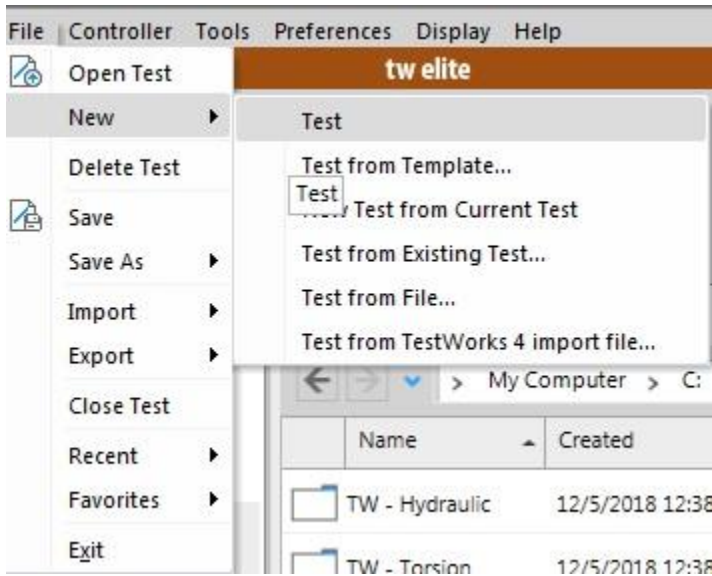 File Controller Tools Preferences Display Help
tw elite
Open Test
New
Delete Test
Save
Save As
Import
Export
Close Test
Recent
Favorites
Exit
Test
Test from Template...
Test
Test from Current Test
Test from Existing Test...
Test from File...
Test from TestWorks 4 import file...
> My Computer > C:
Name Created
TW - Hydraulic 12/5/2018 12:38
TW - Torsion 12/5/2018 12:38